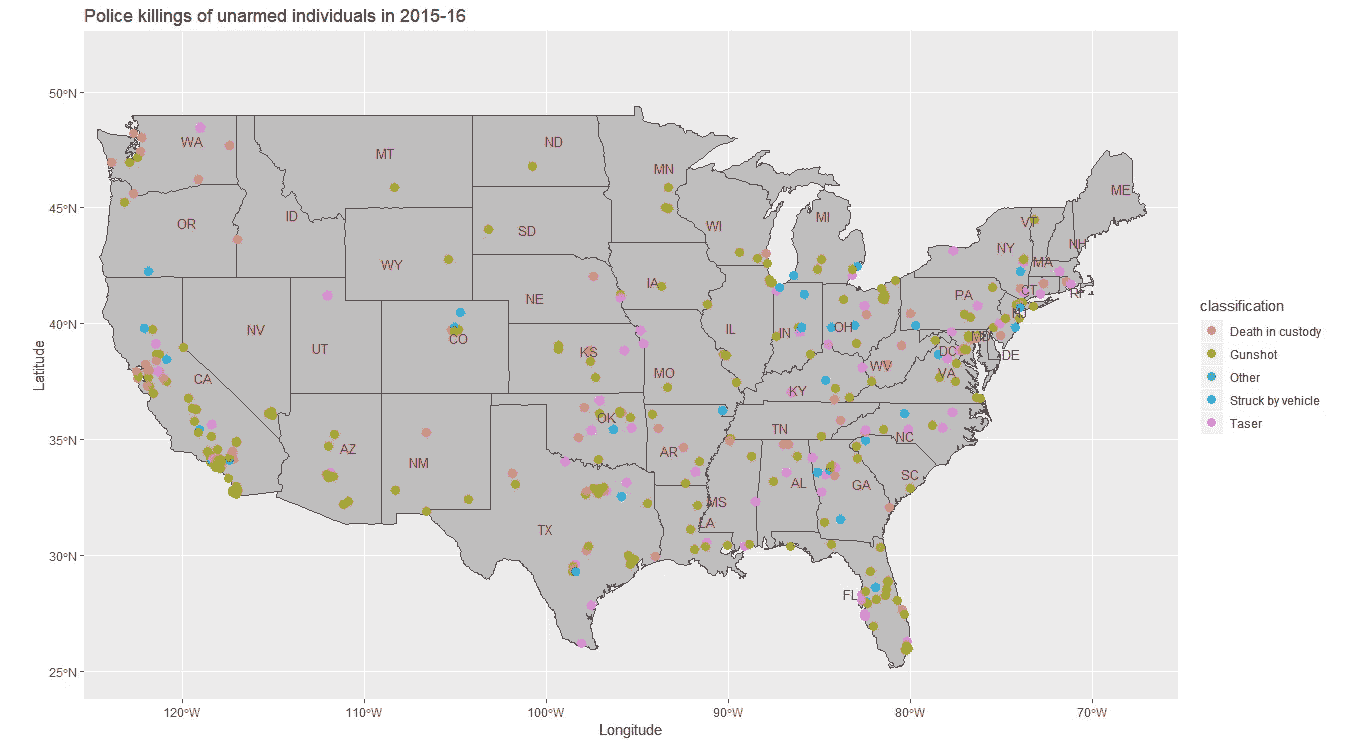 Police killings of unarmed individuals in 2015-16
50°N
45°N
40°N
35°N
30°N
25°N
Latitude
WA
MT
ND
MN
ME
OR
ID
SD
WI
MI
VT
NH
NY
MA
WY
IA
NE
PA
CT
RI
NV
UT
CO
IL
IN
OH
NJ
MD
DE
DC
CA
KS
MO
KY
WV
VA
AZ
NM
OK
AR
TN
NC
SC
MS
AL
GA
TX
LA
FL
120°W
110°W
100°W
90°W
80°W
70°W
Longitude
classification
Death in custody
Gunshot
Other
Struck by vehicle
Taser